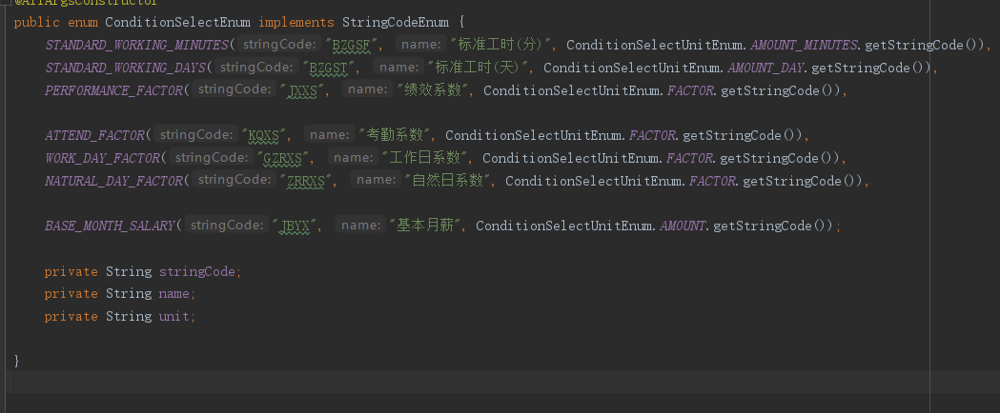 @AllArgsConstructor
public enum ConditionSelectEnum implements StringCodeEnum {
STANDARD_WORKING_MINUTES( stringCode: "BZGSF", name: "标准工时(分)", ConditionSelectUnitEnum.AMOUNT_MINUTES.getStringCode()),
STANDARD_WORKING_DAYS( stringCode: "BZGST", name: "标准工时(天)", ConditionSelectUnitEnum.AMOUNT_DAY.getStringCode()),
PERFORMANCE_FACTOR( stringCode: "JXXS", name: "绩效系数", ConditionSelectUnitEnum.FACTOR.getStringCode()),
ATTEND_FACTOR( stringCode: "KQXS", name: "考勤系数", ConditionSelectUnitEnum.FACTOR.getStringCode()),
WORK_DAY_FACTOR( stringCode: "GZRXS", name: "工作日系数", ConditionSelectUnitEnum.FACTOR.getStringCode()),
NATURAL_DAY_FACTOR( stringCode: "ZRRXS", name: "自然日系数", ConditionSelectUnitEnum.FACTOR.getStringCode()),
BASE_MONTH_SALARY( stringCode: "JBYX", name: "基本月薪", ConditionSelectUnitEnum.AMOUNT.getStringCode());
private String stringCode;
private String name;
private String unit;
}